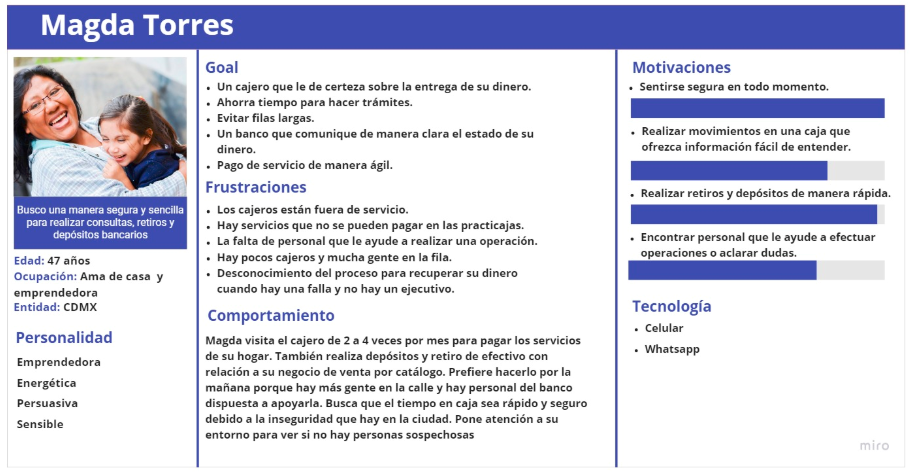 Magda Torres
Busco una manera segura y sencilla
para realizar consultas, retiros y
depósitos bancarios
Edad: 47 años
Ocupación: Ama de casa y
emprendedora
Entidad: CDMX
Personalidad
Emprendedora
Energética
Persuasiva
Sensible
Goal
• Un cajero que le de certeza sobre la entrega de su dinero.
• Ahorra tiempo para hacer trámites.
• Evitar filas largas.
• Un banco que comunique de manera clara el estado de su
dinero.
• Pago de servicio de manera ágil.
Frustraciones
• Los cajeros están fuera de servicio.
• Hay servicios que no se pueden pagar en las practicajas.
• La falta de personal que le ayude a realizar una operación.
• Hay pocos cajeros y mucha gente en la fila.
• Desconocimiento del proceso para recuperar su dinero
cuando hay una falla y no hay un ejecutivo.
Comportamiento
Magda visita el cajero de 2 a 4 veces por mes para pagar los servicios
de su hogar. También realiza depósitos y retiro de efectivo con
relación a su negocio de venta por catálogo. Prefiere hacerlo por la
mañana porque hay más gente en la calle y hay personal del banco
dispuesta a apoyarla. Busca que el tiempo en caja sea rápido y seguro
debido a la inseguridad que hay en la ciudad. Pone atención a su
entorno para ver si no hay personas sospechosas
Motivaciones
• Sentirse segura en todo momento.
• Realizar movimientos en una caja que
ofrezca información fácil de entender.
• Realizar retiros y depósitos de manera rápida.
• Encontrar personal que le ayude a efectuar
operaciones o aclarar dudas.
Tecnología
• Celular
• Whatsapp
miro